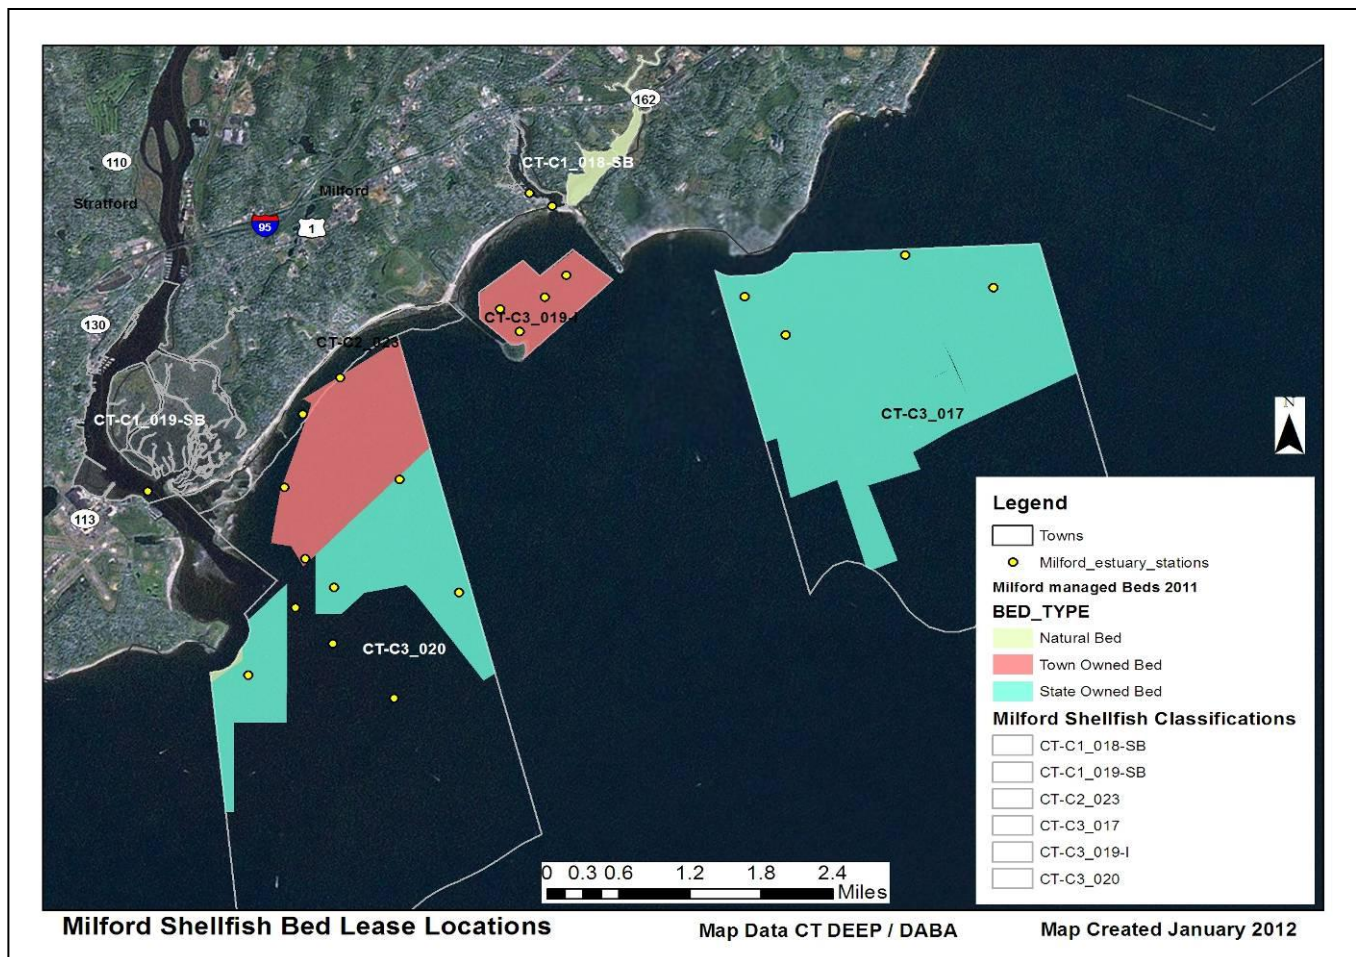 162
110
CT-C1_018-SB
Milford
Stratford
95
1
CT-C3_019-I
130
CT-C2_023
CT-C1_019-SB
CT-C3_017
N
113
CT-C3_020
Legend
Towns
Milford_estuary_stations
Milford managed Beds 2011
BED_TYPE
Natural Bed
Town Owned Bed
State Owned Bed
Milford Shellfish Classifications
CT-C1_018-SB
CT-C1_019-SB
CT-C2_023
CT-C3_017
CT-C3_019-I
CT-C3_020
0 0.3 0.6 1.2 1.8 2.4
Miles
Milford Shellfish Bed Lease Locations
Map Data CT DEEP / DABA
Map Created January 2012